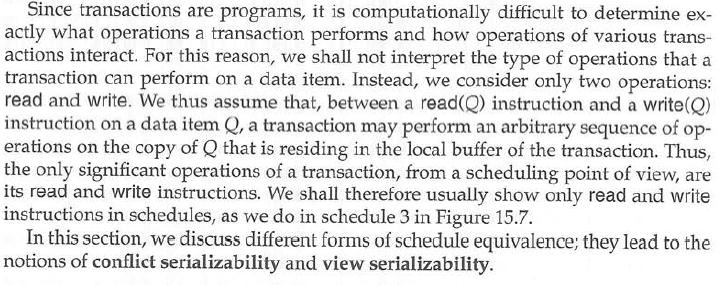 Since transactions are programs, it is computationally difficult to determine ex-
actly what operations a transaction performs and how operations of various trans-
actions interact. For this reason, we shall not interpret the type of operations that a
transaction can perform on a data item. Instead, we consider only two operations:
read and write. We thus assume that, between a read(Q) instruction and a write(Q)
instruction on a data item Q, a transaction may perform an arbitrary sequence of op-
erations on the copy of Q that is residing in the local buffer of the transaction. Thus,
the only significant operations of a transaction, from a scheduling point of view, are
its read and write instructions. We shall therefore usually show only read and write
instructions in schedules, as we do in schedule 3 in Figure 15.7.
In this section, we discuss different forms of schedule equivalence; they lead to the
notions of conflict serializability and view serializability.